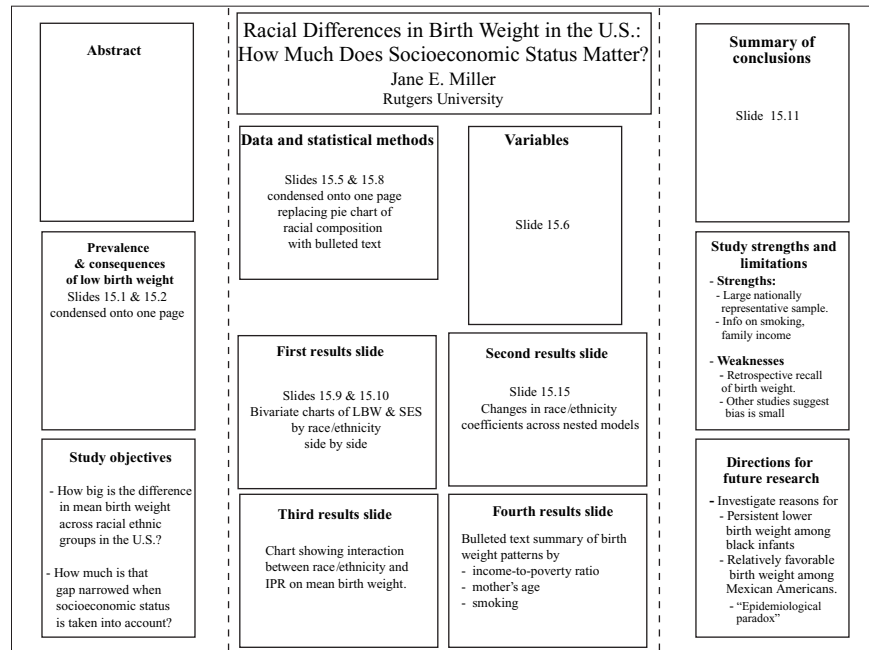 Racial Differences in Birth Weight in the U.S.:
How Much Does Socioeconomic Status Matter?
Jane E. Miller
Rutgers University
Abstract
Prevalence
& consequences
of low birth weight
Slides 15.1 & 15.2
condensed onto one page
Study objectives
- How big is the difference
in mean birth weight
across racial ethnic
groups in the U.S.?
- How much is that
gap narrowed when
socioeconomic status
is taken into account?
Data and statistical methods
Slides 15.5 & 15.8
condensed onto one page
replacing pie chart of
racial composition
with bulleted text
Variables
Slide 15.6
First results slide
Slides 15.9 & 15.10
Bivariate charts of LBW & SES
by race/ethnicity
side by side
Second results slide
Slide 15.15
Changes in race/ethnicity
coefficients across nested models
Third results slide
Chart showing interaction
between race/ethnicity and
IPR on mean birth weight.
Fourth results slide
Bulleted text summary of birth
weight patterns by
- income-to-poverty ratio
- mother's age
- smoking
Summary of
conclusions
Slide 15.11
Study strengths and
limitations
- Strengths:
- Large nationally
representative sample.
- Info on smoking,
family income
- Weaknesses
- Retrospective recall
of birth weight.
- Other studies suggest
bias is small
Directions for
future research
- Investigate reasons for
- Persistent lower
birth weight among
black infants
- Relatively favorable
birth weight among
Mexican Americans.
- "Epidemiological
paradox"